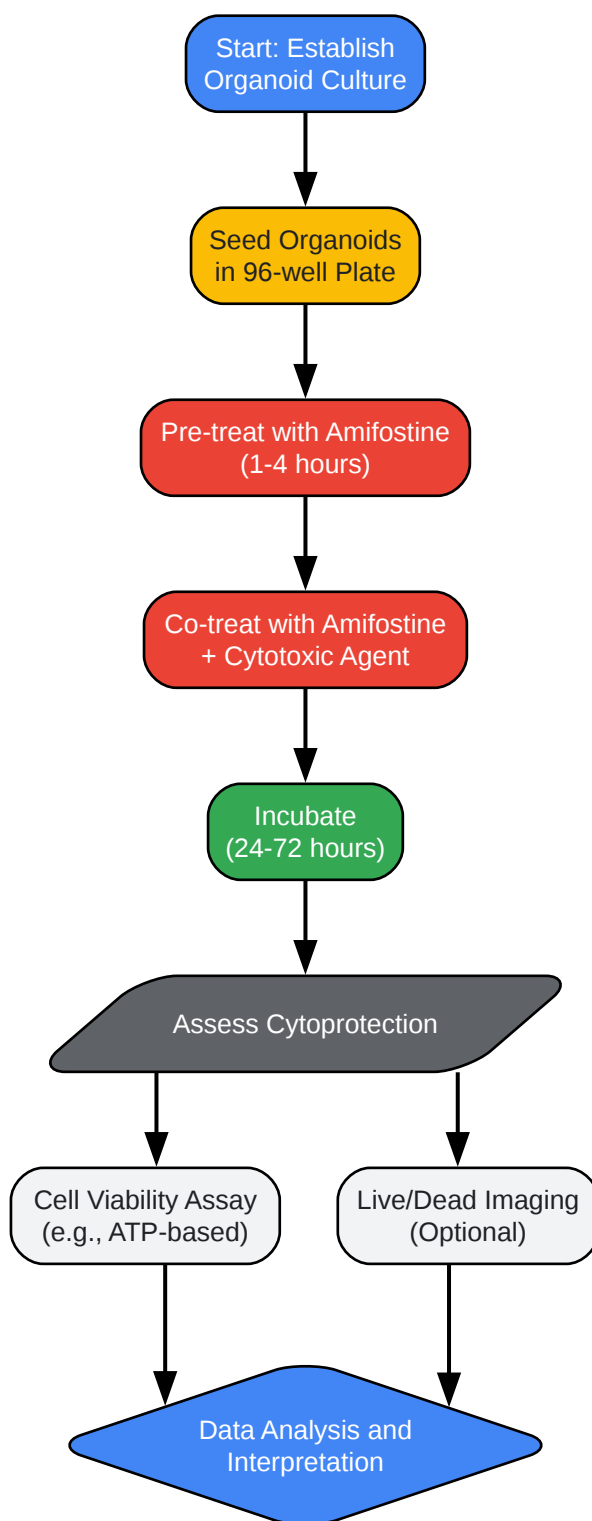 Start: Establish
Organoid Culture
Seed Organoids
in 96-well Plate
Pre-treat with Amifostine
(1-4 hours)
Co-treat with Amifostine
+ Cytotoxic Agent
Incubate
(24-72 hours)
Assess Cytoprotection
Cell Viability Assay
(e.g., ATP-based)
Live/Dead Imaging
(Optional)
Data Analysis and
Interpretation